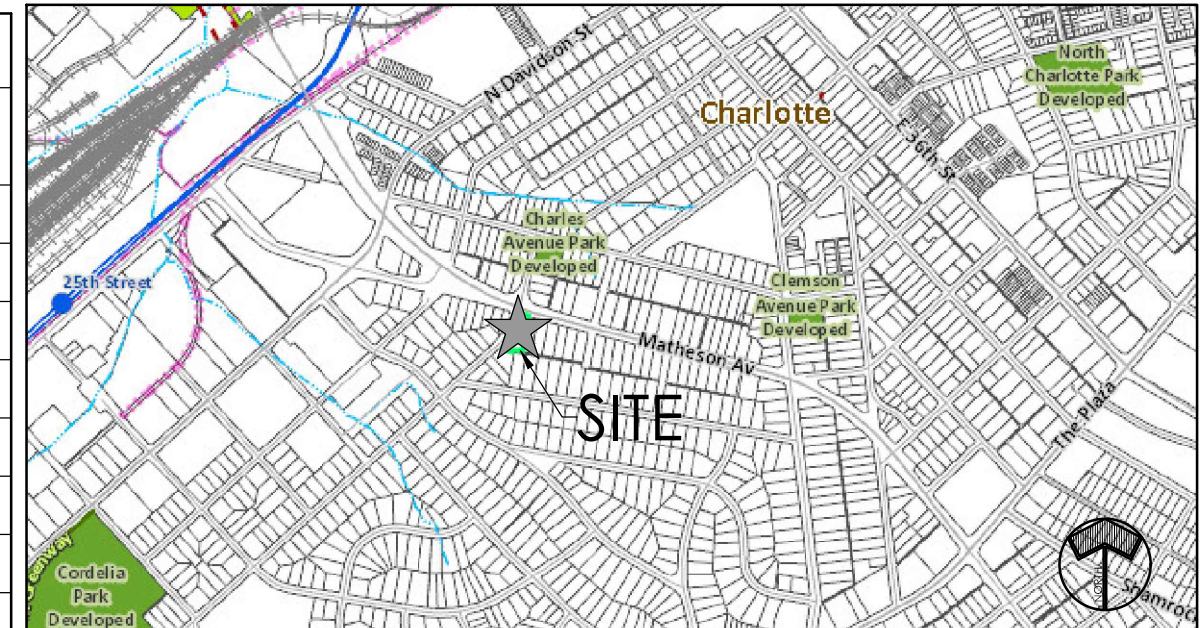 N Davidson St
North
Charlotte Park
Developed
Charlotte
E 36th St
Charles
Avenue Park
Developed
25th Street
Clemson
Avenue Park
Developed
Matheson Av
SITE
The Plaza
Cordelia
Park
Developed
NORTH